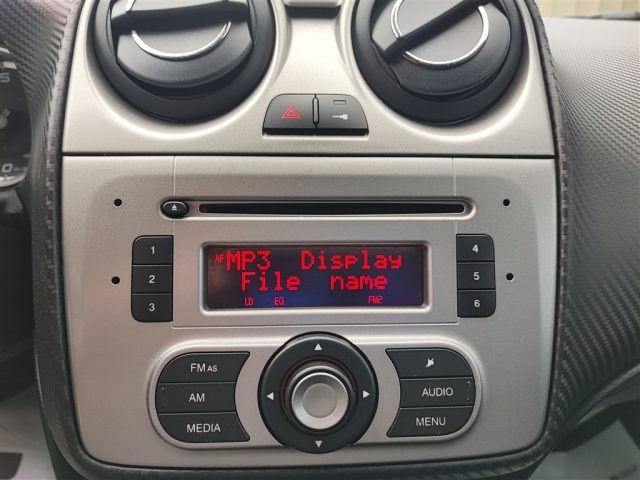 AF MP3 Display
File name
LD EQ FM2
1
2
3
4
5
6
FM AS
AM
MEDIA
AUDIO
MENU